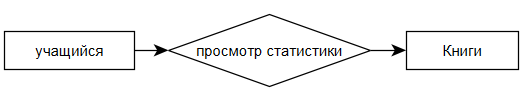 учащийся
просмотр статистики
Книги